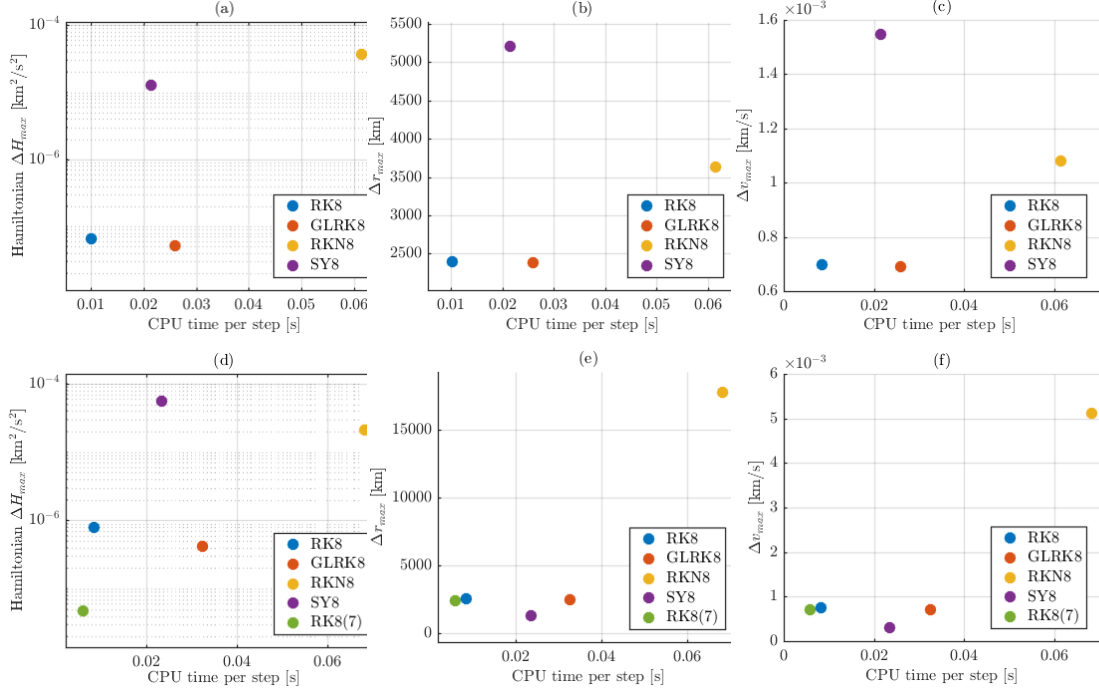 (a)
Hamiltonian ΔH_max [km²/s²]
10⁻⁴
10⁻⁶
RK8
GLRK8
RKN8
SY8
0.01 0.02 0.03 0.04 0.05 0.06
CPU time per step [s]
(b)
Δr_max [km]
5500
5000
4500
4000
3500
3000
2500
RK8
GLRK8
RKN8
SY8
0.01 0.02 0.03 0.04 0.05 0.06
CPU time per step [s]
(c)
×10⁻³
Δv_max [km/s]
1.6
1.4
1.2
1
0.8
0.6
RK8
GLRK8
RKN8
SY8
0 0.02 0.04 0.06
CPU time per step [s]
(d)
Hamiltonian ΔH_max [km²/s²]
10⁻⁴
10⁻⁶
RK8
GLRK8
RKN8
SY8
RK8(7)
0.02 0.04 0.06
CPU time per step [s]
(e)
Δr_max [km]
15000
10000
5000
0
RK8
GLRK8
RKN8
SY8
RK8(7)
0.02 0.04 0.06
CPU time per step [s]
(f)
×10⁻³
Δv_max [km/s]
6
5
4
3
2
1
0
RK8
GLRK8
RKN8
SY8
RK8(7)
0 0.02 0.04 0.06
CPU time per step [s]